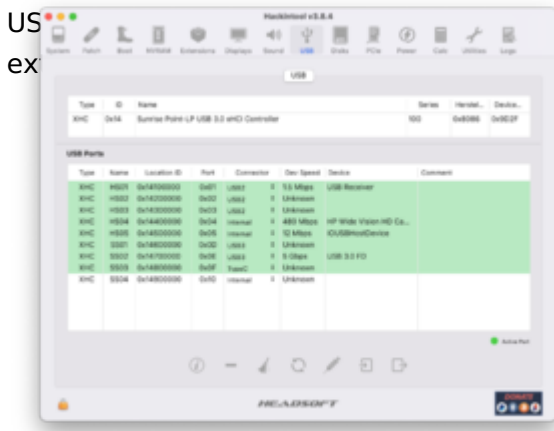 US
ex
Hackintool v3.8.4
System Patch Boot NVRAM Extensions Displays Sound USB Disks PCIe Power Calc Utilities Logs
USB
Type ID Name Series Vendor... Device...
XHC 0x14 Sunrise Point-LP USB 3.0 xHCI Controller 100 0x8086 0x9D2F
USB Ports
Type Name Location ID Port Connector Dev Speed Device Comment
XHC HS01 0x14100000 0x01 USB3 1.5 Mbps USB Receiver
XHC HS02 0x14200000 0x02 USB3 Unknown
XHC HS03 0x14300000 0x03 USB3 Unknown
XHC HS04 0x14400000 0x04 Internal 480 Mbps HP Wide Vision HD Ca...
XHC HS05 0x14500000 0x05 Internal 12 Mbps IOUSBHostDevice
XHC SS01 0x14600000 0x0D USB3 Unknown
XHC SS02 0x14700000 0x0E USB3 5 Gbps USB 3.0 FD
XHC SS03 0x14800000 0x0F TypeC Unknown
XHC SS04 0x14900000 0x10 Internal Unknown
Active Port
HEADSOFT
DONATE